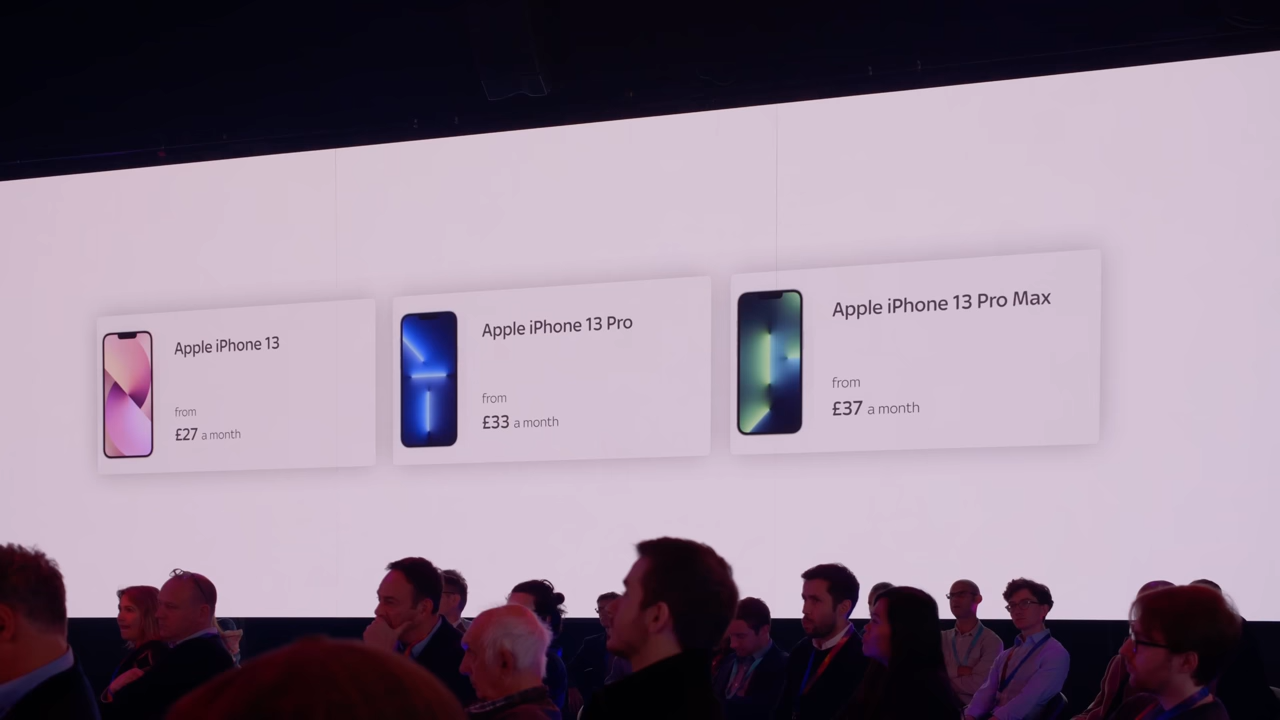 Apple iPhone 13
from
£27 a month
Apple iPhone 13 Pro
from
£33 a month
Apple iPhone 13 Pro Max
from
£37 a month